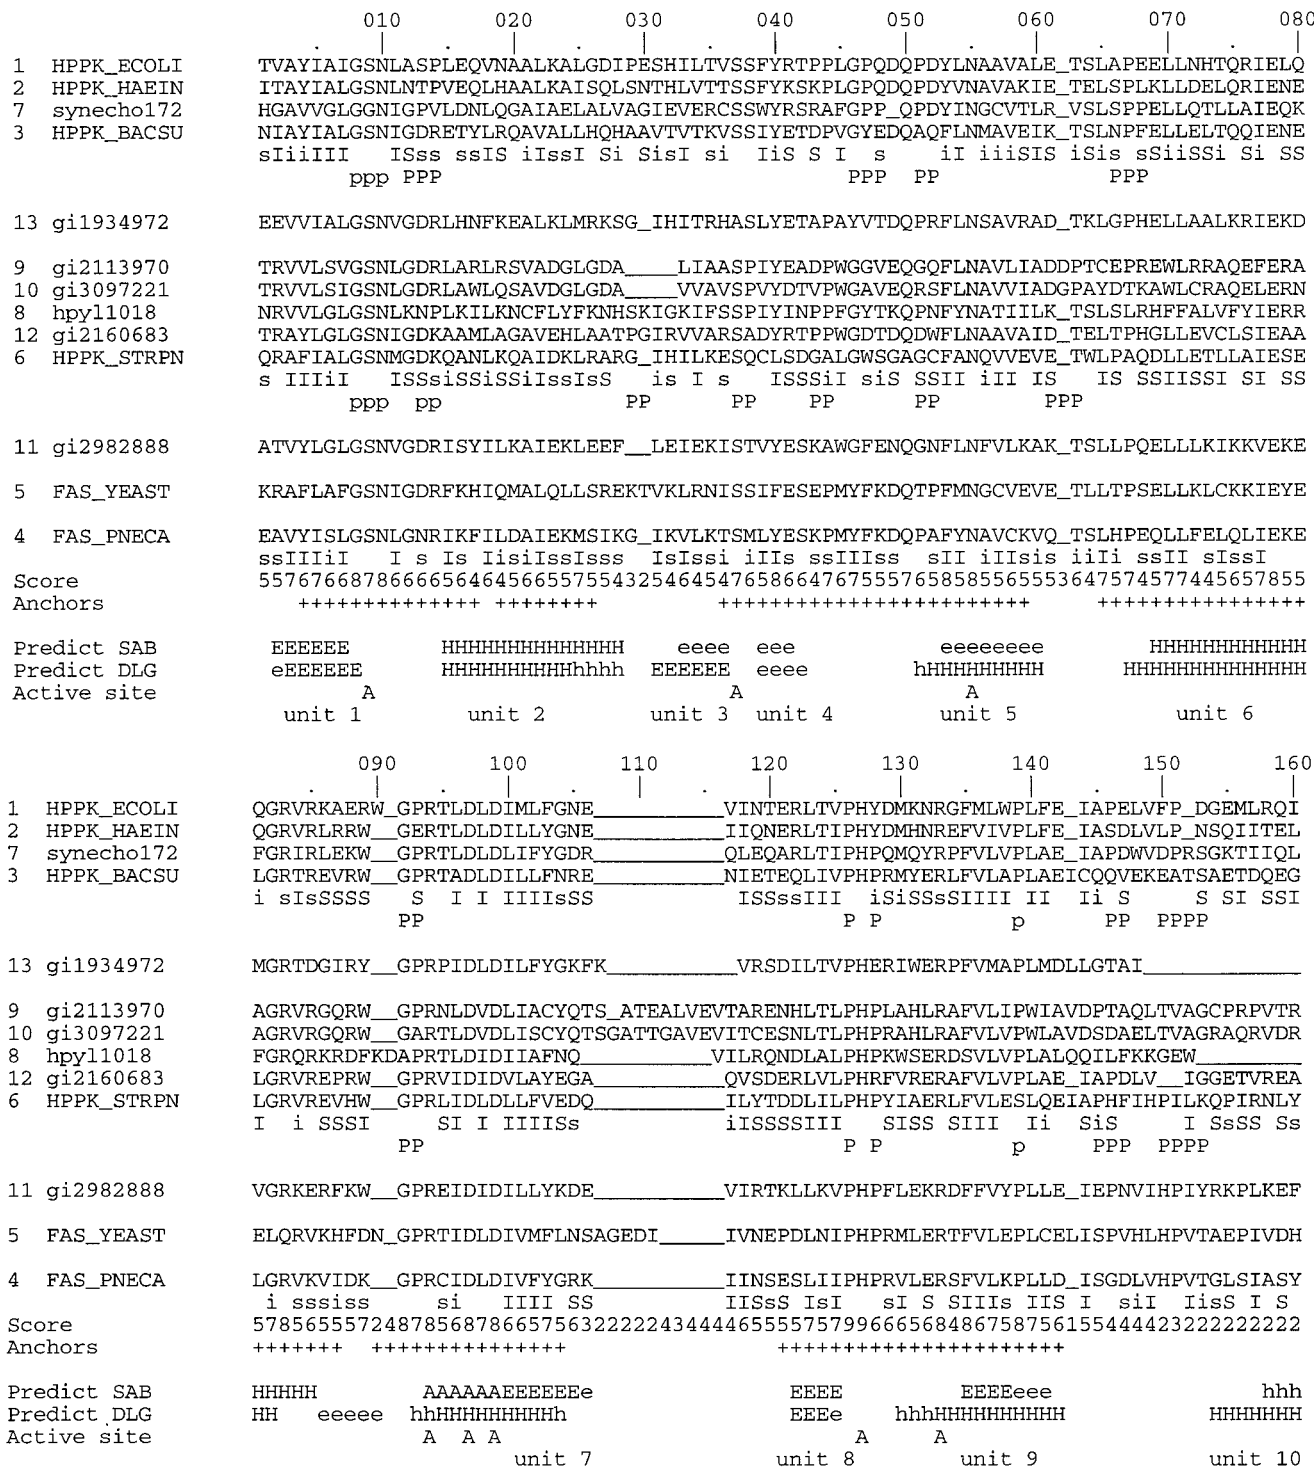 010 020 030 040 050 060 070 080
1 HPPK_ECOLI TVAYIAIGSNLASPLEQVNAALKALGDIPESHILTVSSFYRTPPLGPQDQPDYLNAAVALE_TSLAPEELLNHTQRIELQ
2 HPPK_HAEIN ITAYIALGSNLNTPVEQLHAALKAISQLSNTHLVTTSSFYKSKPLGPQDQPDYVNAVAKIE_TELSPLKLLDELQRIENE
7 synecho172 HGAVVGLGGNIGPVLDNLQGAIAELALVAGIEVERCSSWYRSRAFGPP_QPDYINGCVTLR_VSLSPPELLQTLLAIEQK
3 HPPK_BACSU NIAYIALGSNIGDRETYLRQAVALLHQHAAVTVTKVSSIYETDPVGYEDQAQFLNMAVEIK_TSLNPFELLELTQQIENE
sIiiIII ISss ssIS iIssI Si SisI si IiS S I s iI iiiSIS iSis sSiiSSi Si SS
ppp PPP PPP PP PPP
13 gi1934972 EEVVIALGSNVGDRLHNFKEALKLMRKSG_IHITRHASLYETAPAYVTDQPRFLNSAVRAD_TKLGPHELLAALKRIEKD
9 gi2113970 TRVVLSVGSNLGDRLARLRSVADGLGDA____LIAASPIYEADPWGGVEQGQFLNAVLIADDPTCEPREWLRRAQEFERA
10 gi3097221 TRVVLSIGSNLGDRLAWLQSAVDGLGDA____VVAVSPVYDTVPWGAVEQRSFLNAVVIADGPAYDTKAWLCRAQELERN
8 hpyl1018 NRVVLGLGSNLKNPLKILKNCFLYFKNHSKIGKIFSSPIYINPPFGYTKQPNFYNATIILK_TSLSLRHFFALVFYIERR
12 gi2160683 TRAYLGLGSNIGDKAAMLAGAVEHLAATPGIRVVARSADYRTPPWGDTDQDWFLNAAVAID_TELTPHGLLEVCLSIEAA
6 HPPK_STRPN QRAFIALGSNMGDKQANLKQAIDKLRARG_IHILKESQCLSDGALGWSGAGCFANQVVEVE_TWLPAQDLLETLLAIESE
s IIIiI ISSsiSSiSSiIssIsS is I s ISSSiI siS SSII iII IS IS SSIISSI SI SS
ppp pp PP PP PP PP PPP
11 gi2982888 ATVYLGLGSNVGDRISYILKAIEKLEEF__LEIEKISTVYESKAWGFENQGNFLNFVLKAK_TSLLPQELLLKIKKVEKE
5 FAS_YEAST KRAFLAFGSNIGDRFKHIQMALQLLSREKTVKLRNISSIFESEPMYFKDQTPFMNGCVEVE_TLLTPSELLKLCKKIEYE
4 FAS_PNECA EAVYISLGSNLGNRIKFILDAIEKMSIKG_IKVLKTSMLYESKPMYFKDQPAFYNAVCKVQ_TSLHPEQLLFELQLIEKE
ssIIIiI I s Is IisiISsss IsIssi iIIs ssIIIss sII iIIsis iiIi ssII sIssI
Score 55767668786666564645665575543254645476586647675557658585565553647574577445657855
Anchors ++++++++++++++ ++++++++ ++++++++++++++++++++++++ ++++++++++++++++
Predict SAB EEEEEE HHHHHHHHHHHHHH eeee eee eeeeeeee HHHHHHHHHHHH
Predict DLG eEEEEEE HHHHHHHHHHhhhh EEEEEE eeee hHHHHHHHHH HHHHHHHHHHHHHH
Active site A A A
unit 1 unit 2 unit 3 unit 4 unit 5 unit 6
090 100 110 120 130 140 150 160
1 HPPK_ECOLI QGRVRKAERW_GPRTLDLDIMLFGNE__________VINTERLTVPHYDMKNRGFMLWPLFE_IAPELVFP_DGEMLRQI
2 HPPK_HAEIN QGRVRLRRW__GERTLDLDILLYGNE__________IIQNERLTIPHYDMHNREFVIVPLFE_IASDLVLP_NSQIITEL
7 synecho172 FGRIRLEKW__GPRTLDLDLIFYGDR__________QLEQARLTIPHPQMQYRPFVLVPLAE_IAPDWVDPRSGKTIIQL
3 HPPK_BACSU LGRTREVRW__GPRTADLDILLFNRE__________NIETEQLIVPHPRMYERLFVLAPLAEICQQVEKEATSAETDQEG
i sIsSSSS S I I IIIIsSS ISSssIII iSiSSsSIIII II Ii S S SI SSI
PP P P p PP PPPP
13 gi1934972 MGRTDGIRY__GPRPIDLDILFYGKFK__________VRSDILTVPHERIWERPFVMAPLMDLLGTAI____________
9 gi2113970 AGRVRGQRW__GPRNLDVDLIACYQTS_ATEALVEVTARENHLTLPHPLAHLRAFVLIPWIAVDPTAQLTVAGCPRPVTR
10 gi3097221 AGRVRGQRW__GARTLDVDLISCYQTSGATTGAVEVITCESNLTLPHPRAHLRAFVLVPWLAVDSDAELTVAGRAQRVDR
8 hpyl1018 FGRQRKRDFKDAPRTLDIDIIAFNQ__________VILRQNDLALPHPKWSERDSVLVPLALQQILFKKGEW________
12 gi2160683 LGRVREPRW__GPRVIDIDVLAYEGA__________QVSDERLVLPHRFVRERAFVLVPLAE_IAPDLV__IGGETVREA
6 HPPK_STRPN LGRVREVHW__GPRLIDLDLLFVEDQ__________ILYTDDLILPHPYIAERLFVLESLQEIAPHFIHPILKQPIRNLY
I i SSSI SI I IIIISs iISSSSIII SISS SIII Ii SiS I SsSS Ss
PP P P p PPP PPPP
11 gi2982888 VGRKERFKW__GPREIDIDILLYKDE__________VIRTKLLKVPHPFLEKRDFFVYPLLE_IEPNVIHPIYRKPLKEF
5 FAS_YEAST ELQRVKHFDN_GPRTIDLDIVMFLNSAGEDI_____IVNEPDLNIPHPRMLERTFVLEPLCELISPVHLHPVTAEPIVDH
4 FAS_PNECA LGRVKVIDK__GPRCIDLDIVFYGRK__________IINSESLIIPHPRVLERSFVLKPLLD_ISGDLVHPVTGLSIASY
i sssiss si IIII SS IISsS IsI sI S SIIIs IIS I siI IisS I S
Score 57856555724878568786657563222224344446555575799666568486758756155444423222222222
Anchors +++++++ +++++++++++++++ ++++++++++++++++++++++
Predict SAB HHHHH AAAAAAEEEEEEe EEEE EEEEeee hhh
Predict DLG HH eeeee hhHHHHHHHHHh EEEe hhhHHHHHHHHHH HHHHHHH
Active site A A A A A
unit 7 unit 8 unit 9 unit 10